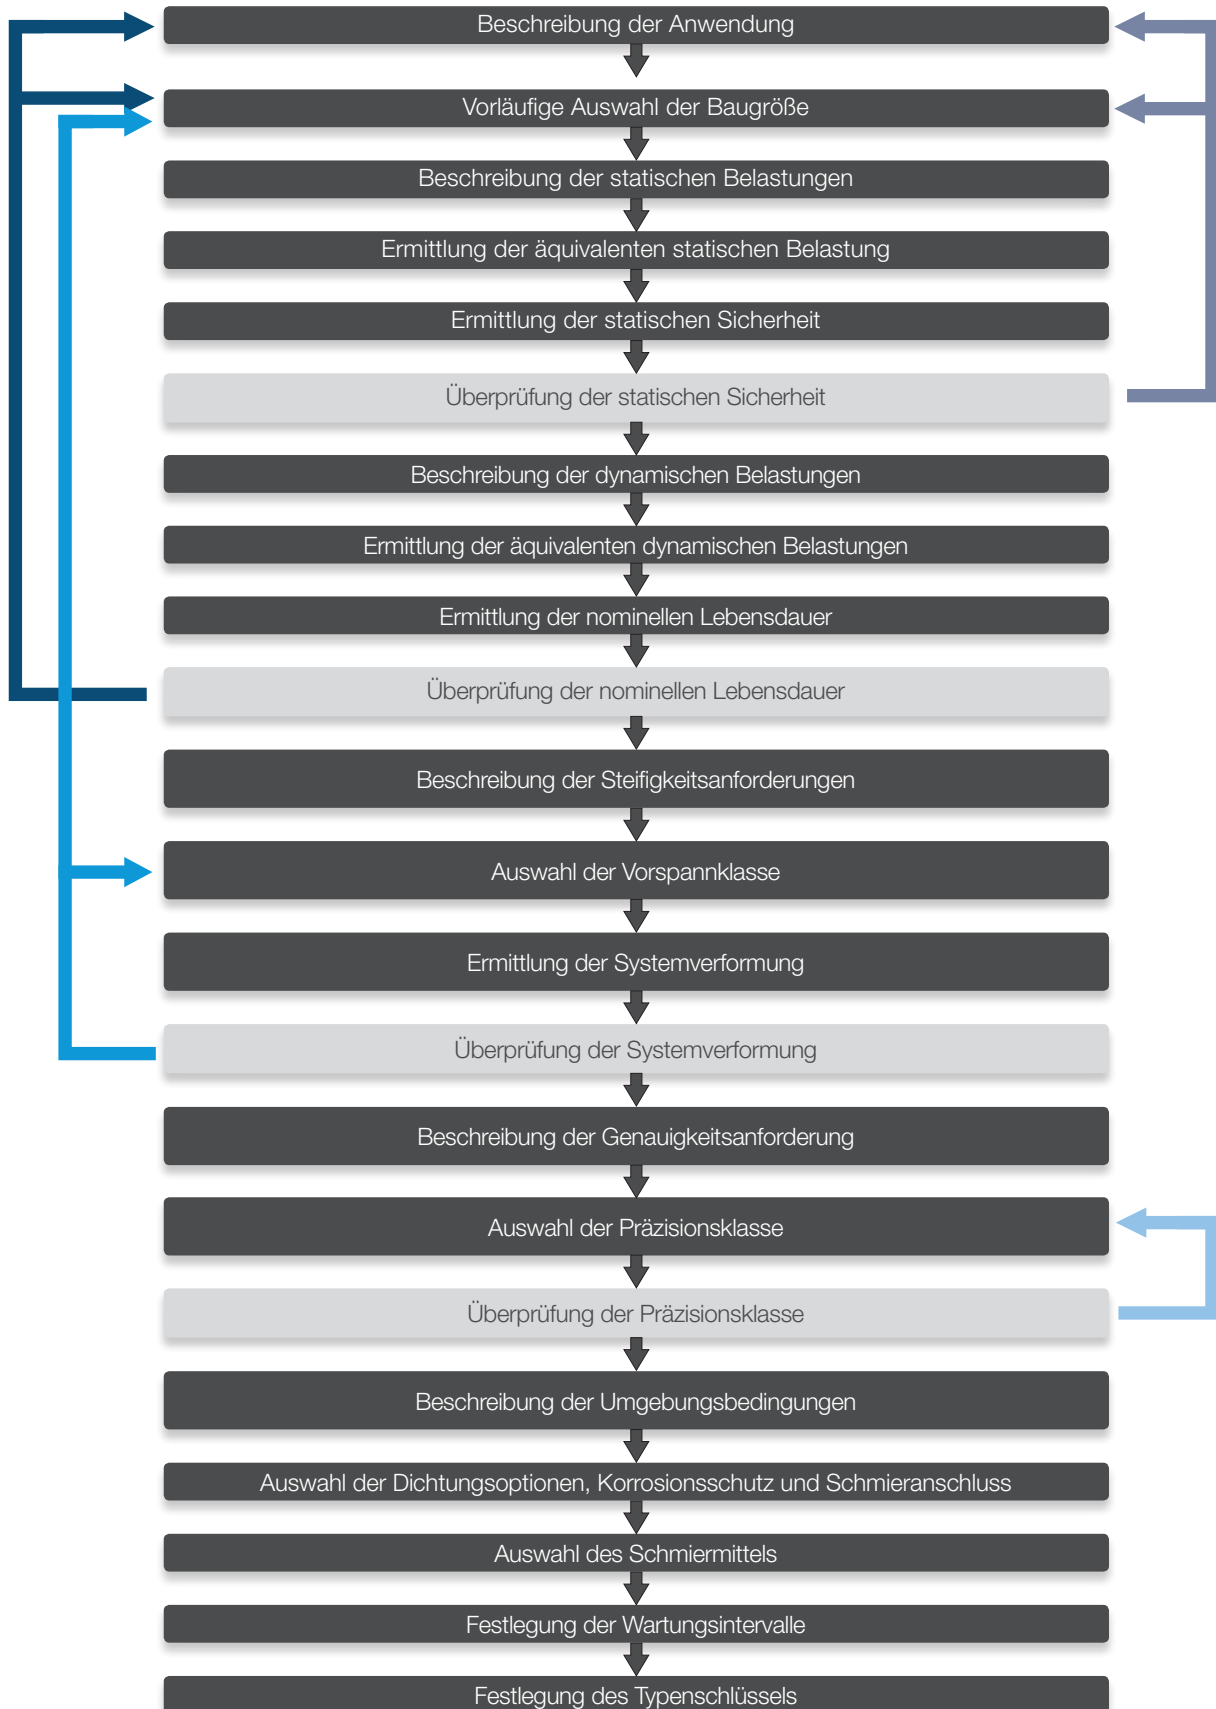 Beschreibung der Anwendung
Vorläufige Auswahl der Baugröße
Beschreibung der statischen Belastungen
Ermittlung der äquivalenten statischen Belastung
Ermittlung der statischen Sicherheit
Überprüfung der statischen Sicherheit
Beschreibung der dynamischen Belastungen
Ermittlung der äquivalenten dynamischen Belastungen
Ermittlung der nominellen Lebensdauer
Überprüfung der nominellen Lebensdauer
Beschreibung der Steifigkeitsanforderungen
Auswahl der Vorspannklasse
Ermittlung der Systemverformung
Überprüfung der Systemverformung
Beschreibung der Genauigkeitsanforderung
Auswahl der Präzisionsklasse
Überprüfung der Präzisionsklasse
Beschreibung der Umgebungsbedingungen
Auswahl der Dichtungsoptionen, Korrosionsschutz und Schmieranschluss
Auswahl des Schmiermittels
Festlegung der Wartungsintervalle
Festlegung des Typenschlüssels